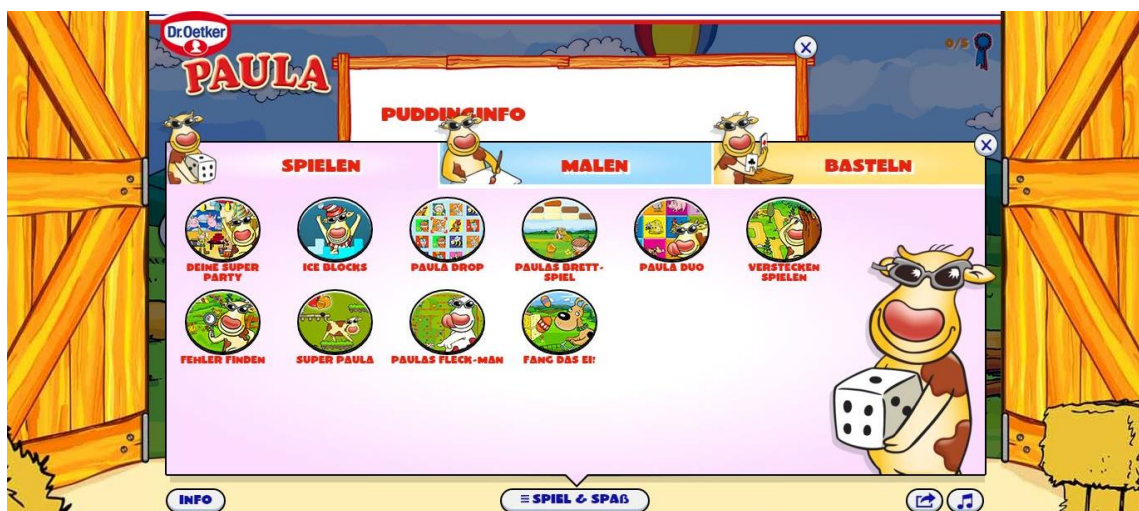 Dr.Oetker
PAULA
0/5
PUDDINGINFO
SPIELEN
MALEN
BASTELN
DEINE SUPER
PARTY
ICE BLOCKS
PAULA DROP
PAULAS BRETT-
SPIEL
PAULA DUO
VERSTECKEN
SPIELEN
FEHLER FINDEN
SUPER PAULA
PAULAS FLECK-MAN
FANG DAS EI!
INFO
SPIEL & SPAß